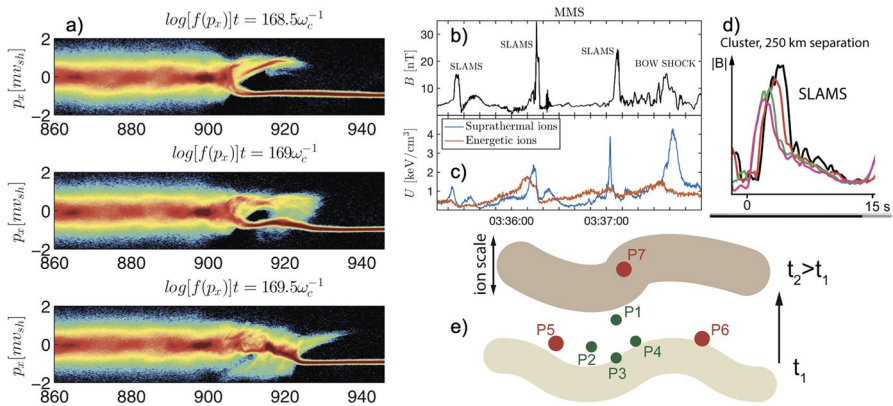 a)
log[f(pₓ)]t = 168.5ω_c⁻¹
pₓ[mv_sh]
2
0
-2
860 880 900 920 940
log[f(pₓ)]t = 169ω_c⁻¹
pₓ[mv_sh]
2
0
-2
860 880 900 920 940
log[f(pₓ)]t = 169.5ω_c⁻¹
pₓ[mv_sh]
2
0
-2
860 880 900 920 940
MMS
b)
B [nT]
30
20
10
SLAMS
SLAMS
SLAMS
BOW SHOCK
Suprathermal ions
Energetic ions
c)
U [keV/cm³]
4
3
2
1
0
03:36:00 03:37:00
d)
Cluster, 250 km separation
|B|
SLAMS
0 15 s
e)
ion scale
P7
P1
P5
P6
P2
P4
P3
t₂>t₁
t₁